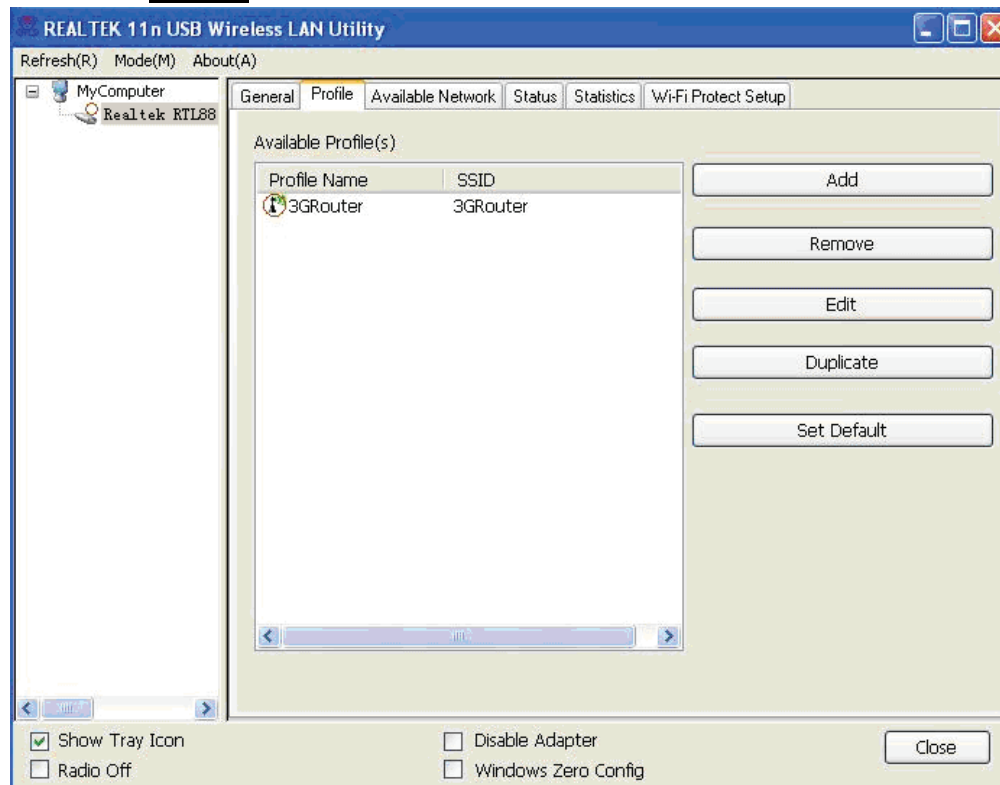 REALTEK 11n USB Wireless LAN Utility
Refresh(R) Mode(M) About(A)
MyComputer
Realtek RTL88
General Profile Available Network Status Statistics Wi-Fi Protect Setup
Available Profile(s)
Profile Name SSID
3GRouter 3GRouter
Add
Remove
Edit
Duplicate
Set Default
Show Tray Icon
Radio Off
Disable Adapter
Windows Zero Config
Close